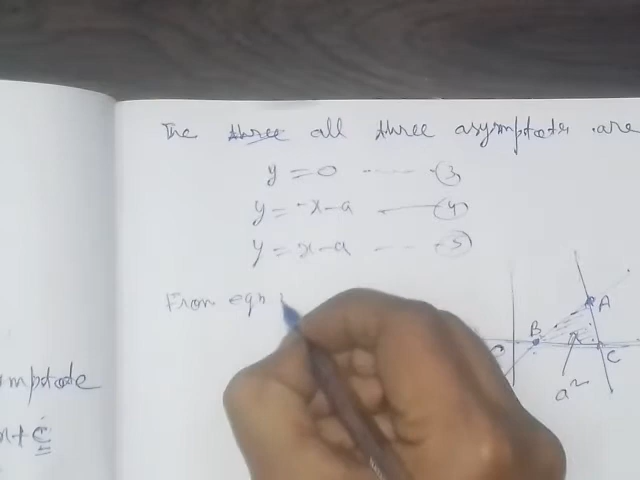 The three all three asymptotes are
y = 0 ---- ③
y = -x-a —— ④
y = x-a --- ⑤
From eqn
A
B
x
C
a²
mptote
x + c